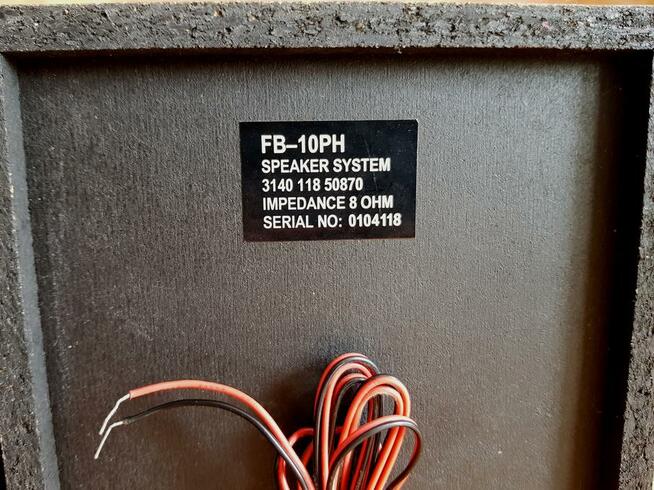 FB–10PH
SPEAKER SYSTEM
3140 118 50870
IMPEDANCE 8 OHM
SERIAL NO: 0104118